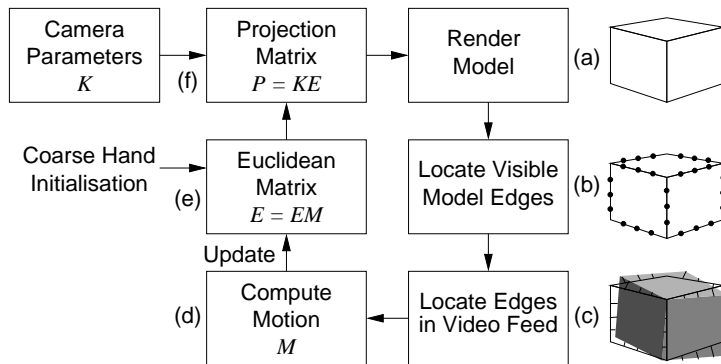 Camera
Parameters
K
(f)
Projection
Matrix
P = KE
Render
Model
(a)
Coarse Hand
Initialisation
(e)
Euclidean
Matrix
E = EM
Locate Visible
Model Edges
(b)
Update
(d)
Compute
Motion
M
Locate Edges
in Video Feed
(c)